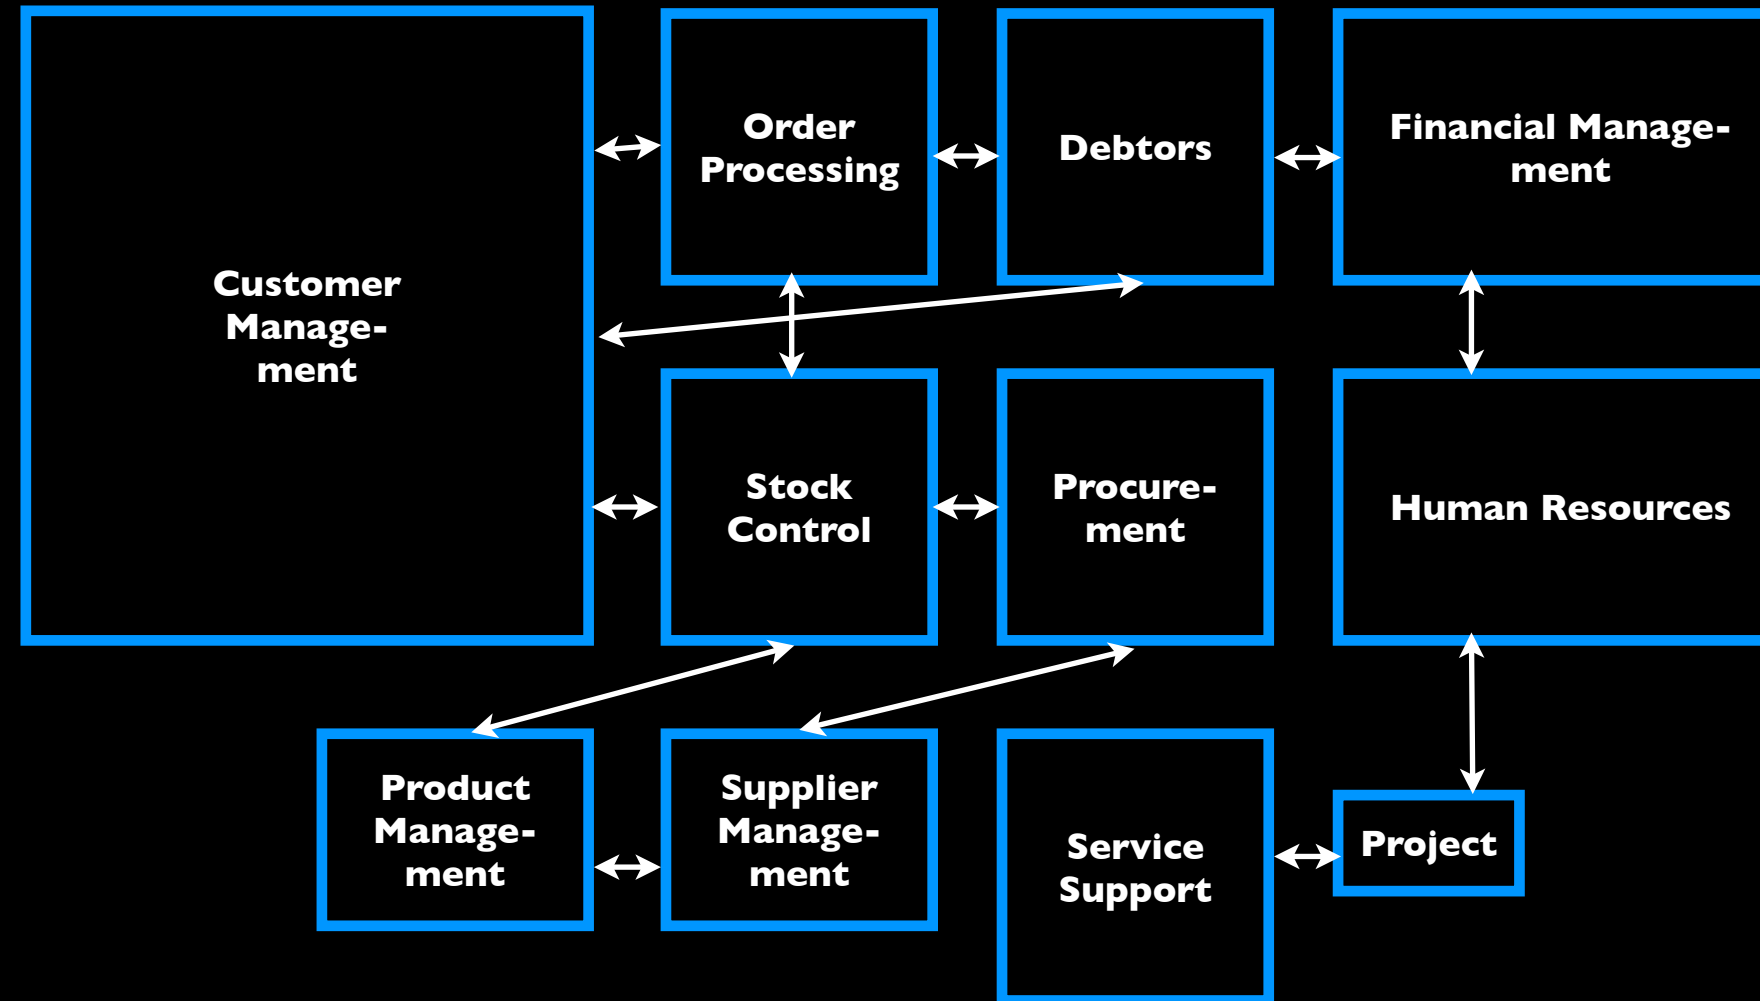 Customer
Manage-
ment
Order
Processing
Debtors
Financial Manage-
ment
Stock
Control
Procure-
ment
Human Resources
Product
Manage-
ment
Supplier
Manage-
ment
Service
Support
Project